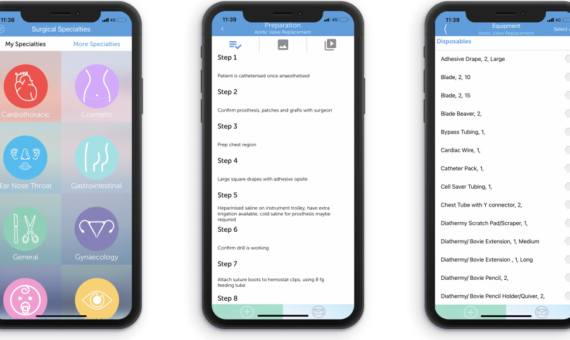 11:38
4G
Surgical Specialties
My Specialties
More Specialties
Cardiothoracic
Cosmetic
Ear Nose Throat
Gastrointestinal
General
Gynaecology
11:39
4G
Preparation
Aortic Valve Replacement
Step 1
Patient is catheterised once anaesthetised
Step 2
Confirm prosthesis, patches and grafts with surgeon
Step 3
Prep chest region
Step 4
Large square drapes with adhesive opsite
Step 5
Heparinised saline on instrument trolley, have extra
irrigation available, cold saline for prosthesis maybe
required
Step 6
Confirm drill is working
Step 7
Attach suture boots to hemostat clips, using 8 fg
feeding tube
Step 8
11:39
4G
Equipment
Aortic Valve Replacement
Select
Disposables
Adhesive Drape, 2, Large
Blade, 2, 10
Blade, 2, 15
Blade Beaver, 2,
Bypass Tubing, 1,
Cardiac Wire, 1,
Catheter Pack, 1,
Cell Saver Tubing, 1,
Chest Tube with Y connector, 2,
Diathermy Scratch Pad/Scraper, 1,
Diathermy/ Bovie Extension, 1, Medium
Diathermy/ Bovie Extension , 1, Long
Diathermy/ Bovie Pencil, 2,
Diathermy/ Bovie Pencil Holder/Quiver, 2,